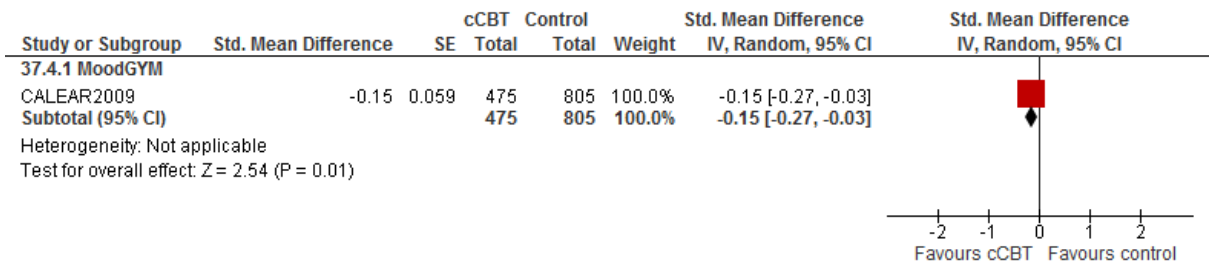 cCBT Control Std. Mean Difference Std. Mean Difference
Study or Subgroup Std. Mean Difference SE Total Total Weight IV, Random, 95% CI IV, Random, 95% CI
37.4.1 MoodGYM
CALEAR2009 -0.15 0.059 475 805 100.0% -0.15 [-0.27, -0.03]
Subtotal (95% CI) 475 805 100.0% -0.15 [-0.27, -0.03]
Heterogeneity: Not applicable
Test for overall effect: Z = 2.54 (P = 0.01)
-2 -1 0 1 2
Favours cCBT Favours control